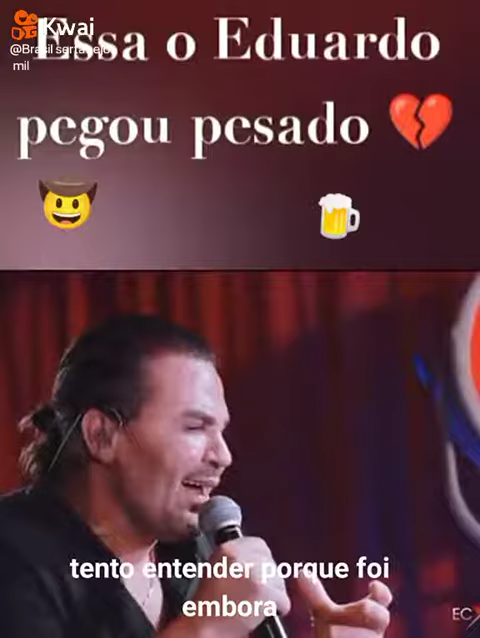 Kwai
@Brasil sertanejo
mil
Essa o Eduardo
pegou pesado
tento entender porque foi
embora
EC